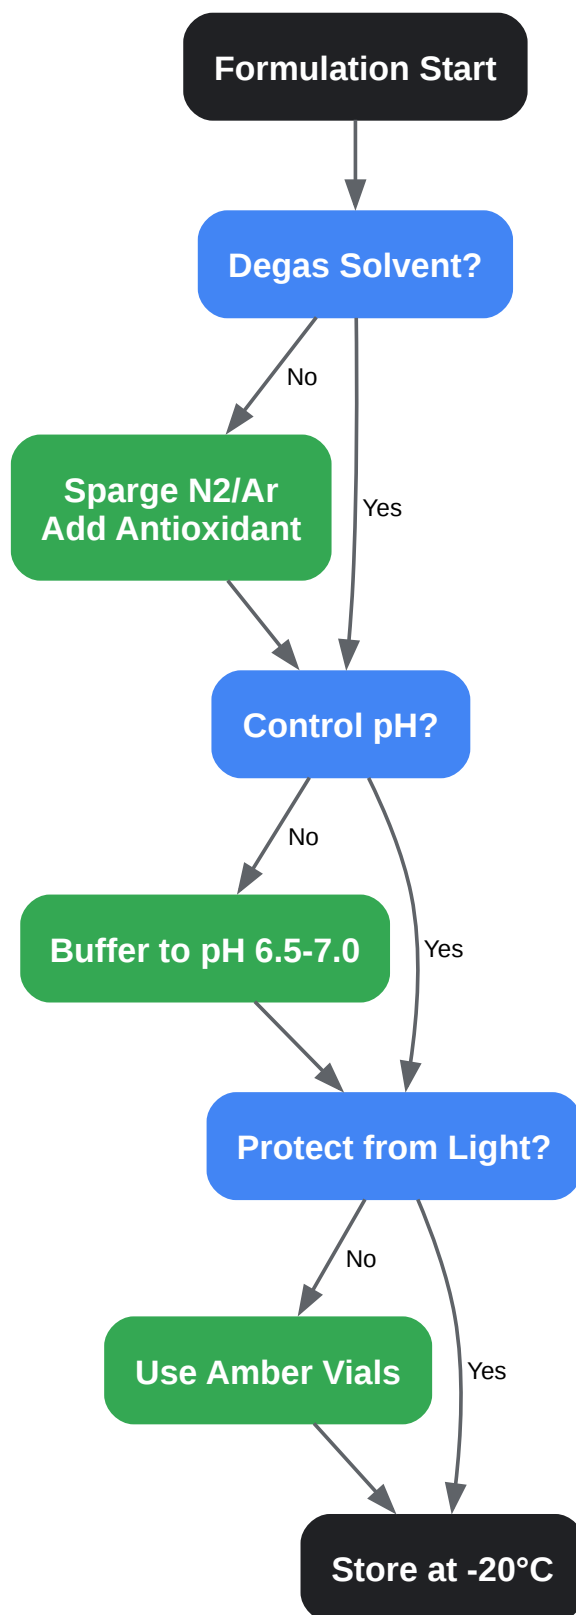 Formulation Start
Degas Solvent?
No
Sparge N2/Ar
Add Antioxidant
Yes
Control pH?
No
Buffer to pH 6.5-7.0
Yes
Protect from Light?
No
Use Amber Vials
Yes
Store at -20°C